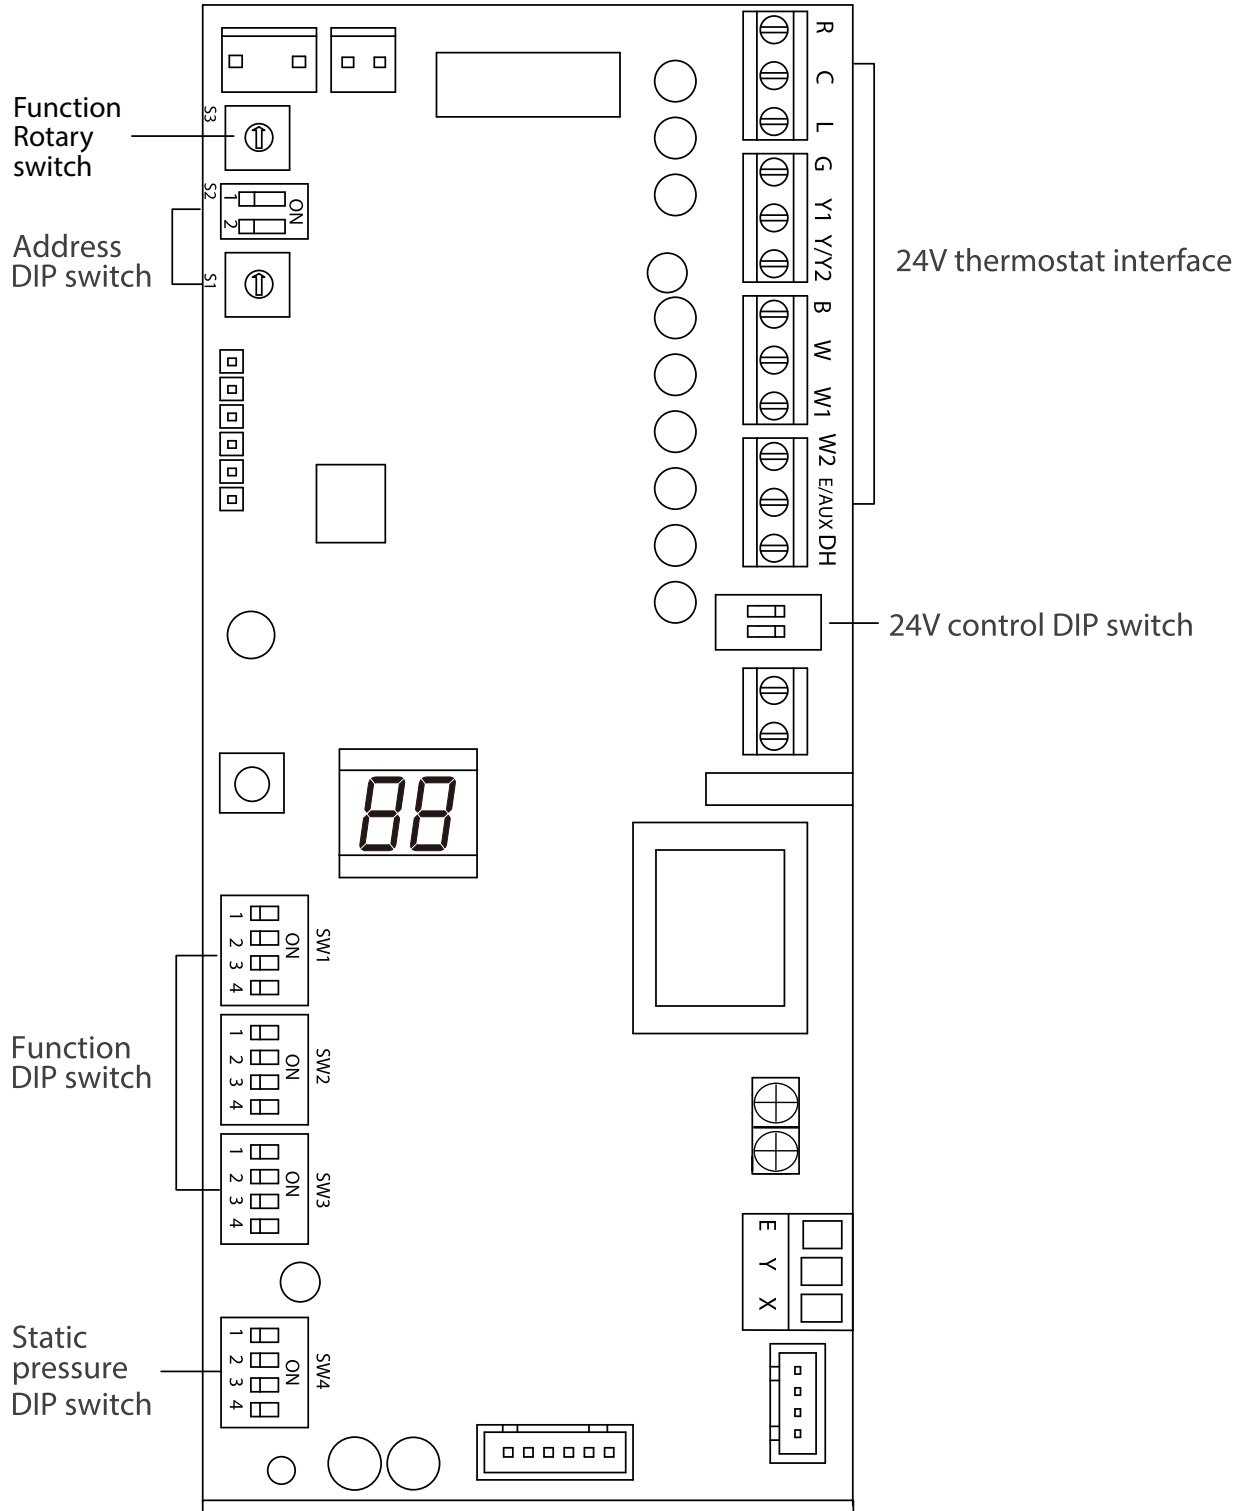 Function
Rotary
switch
S3
S2
1
2
ON
Address
DIP switch
S1
R
C
L
G
Y1
Y/Y2
B
W
W1
W2
E/AUX
DH
24V thermostat interface
24V control DIP switch
88
1
2
3
4
ON
SW1
Function
DIP switch
1
2
3
4
ON
SW2
1
2
3
4
ON
SW3
E
Y
X
Static
pressure
DIP switch
1
2
3
4
ON
SW4